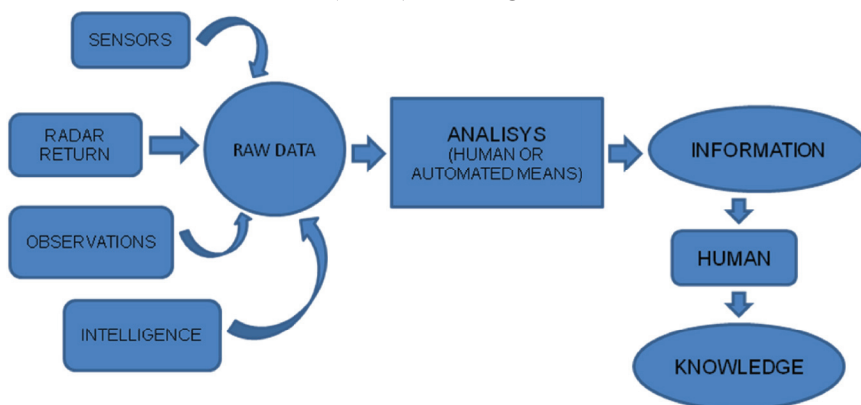 SENSORS
RADAR
RETURN
OBSERVATIONS
INTELLIGENCE
RAW DATA
ANALISYS
(HUMAN OR
AUTOMATED MEANS)
INFORMATION
HUMAN
KNOWLEDGE